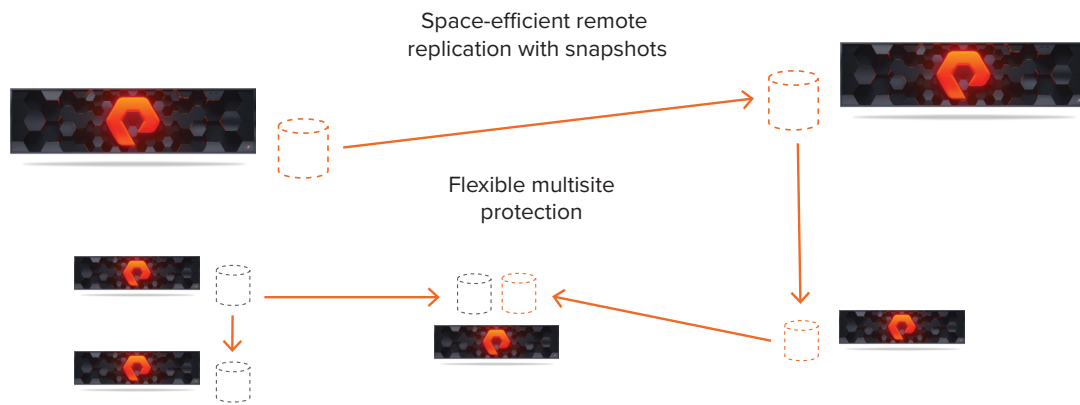 Space-efficient remote
replication with snapshots
Flexible multisite
protection